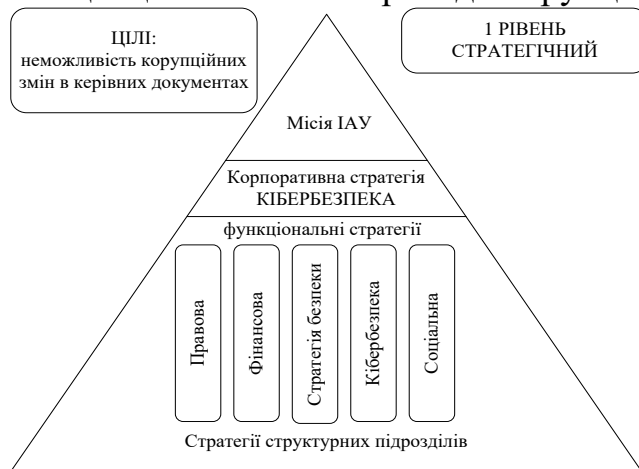 ЦІЛІ:
неможливість корупційних
змін в керівних документах
1 РІВЕНЬ
СТРАТЕГІЧНИЙ
Місія ІАУ
Корпоративна стратегія
КІБЕРБЕЗПЕКА
функціональні стратегії
Правова
Фінансова
Стратегія безпеки
Кібербезпека
Соціальна
Стратегії структурних підрозділів